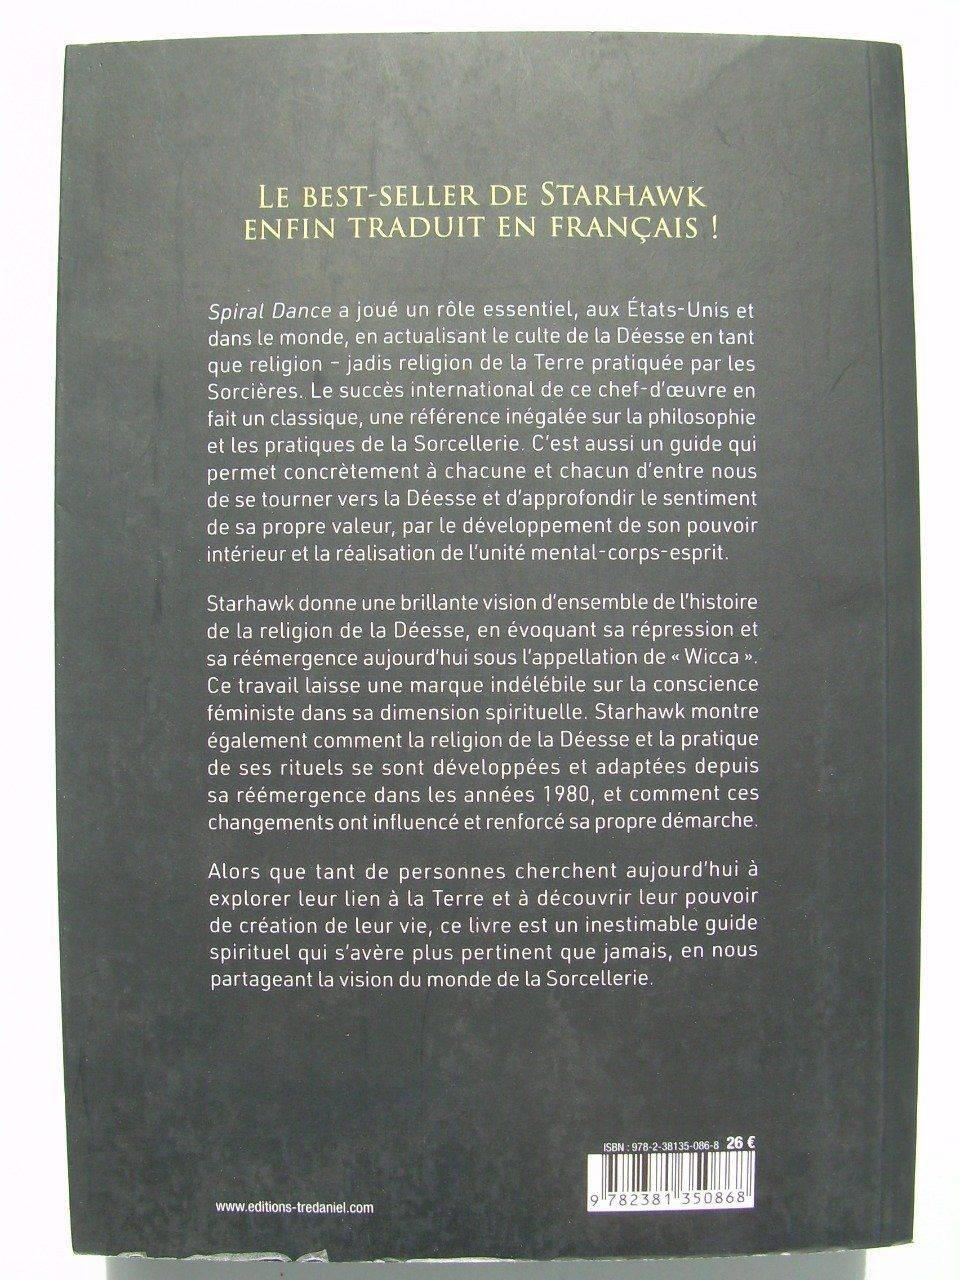 LE BEST-SELLER DE STARHAWK
ENFIN TRADUIT EN FRANÇAIS !
Spiral Dance a joué un rôle essentiel, aux États-Unis et
dans le monde, en actualisant le culte de la Déesse en tant
que religion – jadis religion de la Terre pratiquée par les
Sorcières. Le succès international de ce chef-d'œuvre en
fait un classique, une référence inégalée sur la philosophie
et les pratiques de la Sorcellerie. C'est aussi un guide qui
permet concrètement à chacune et chacun d'entre nous
de se tourner vers la Déesse et d'approfondir le sentiment
de sa propre valeur, par le développement de son pouvoir
intérieur et la réalisation de l'unité mental-corps-esprit.
Starhawk donne une brillante vision d'ensemble de l'histoire
de la religion de la Déesse, en évoquant sa répression et
sa réémergence aujourd'hui sous l'appellation de « Wicca ».
Ce travail laisse une marque indélébile sur la conscience
féministe dans sa dimension spirituelle. Starhawk montre
également comment la religion de la Déesse et la pratique
de ses rituels se sont développées et adaptées depuis
sa réémergence dans les années 1980, et comment ces
changements ont influencé et renforcé sa propre démarche.
Alors que tant de personnes cherchent aujourd'hui à
explorer leur lien à la Terre et à découvrir leur pouvoir
de création de leur vie, ce livre est un inestimable guide
spirituel qui s'avère plus pertinent que jamais, en nous
partageant la vision du monde de la Sorcellerie.
ISBN : 978-2-38135-086-8 26 €
9 782381 350868
www.editions-tredaniel.com